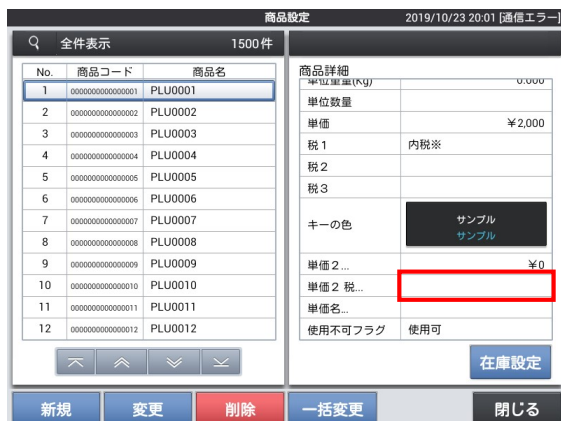 商品設定 2019/10/23 20:01 [通信エラー]
全件表示 1500件
No. 商品コード 商品名
1 0000000000000001 PLU0001
2 0000000000000002 PLU0002
3 0000000000000003 PLU0003
4 0000000000000004 PLU0004
5 0000000000000005 PLU0005
6 0000000000000006 PLU0006
7 0000000000000007 PLU0007
8 0000000000000008 PLU0008
9 0000000000000009 PLU0009
10 0000000000000010 PLU0010
11 0000000000000011 PLU0011
12 0000000000000012 PLU0012
商品詳細
単位重量(Kg) 0.000
単位数量
単価 ¥2,000
税1 内税※
税2
税3
キーの色 サンプル
サンプル
単価2... ¥0
単価2 税...
単価名...
使用不可フラグ 使用可
在庫設定
新規 変更 削除 一括変更 閉じる